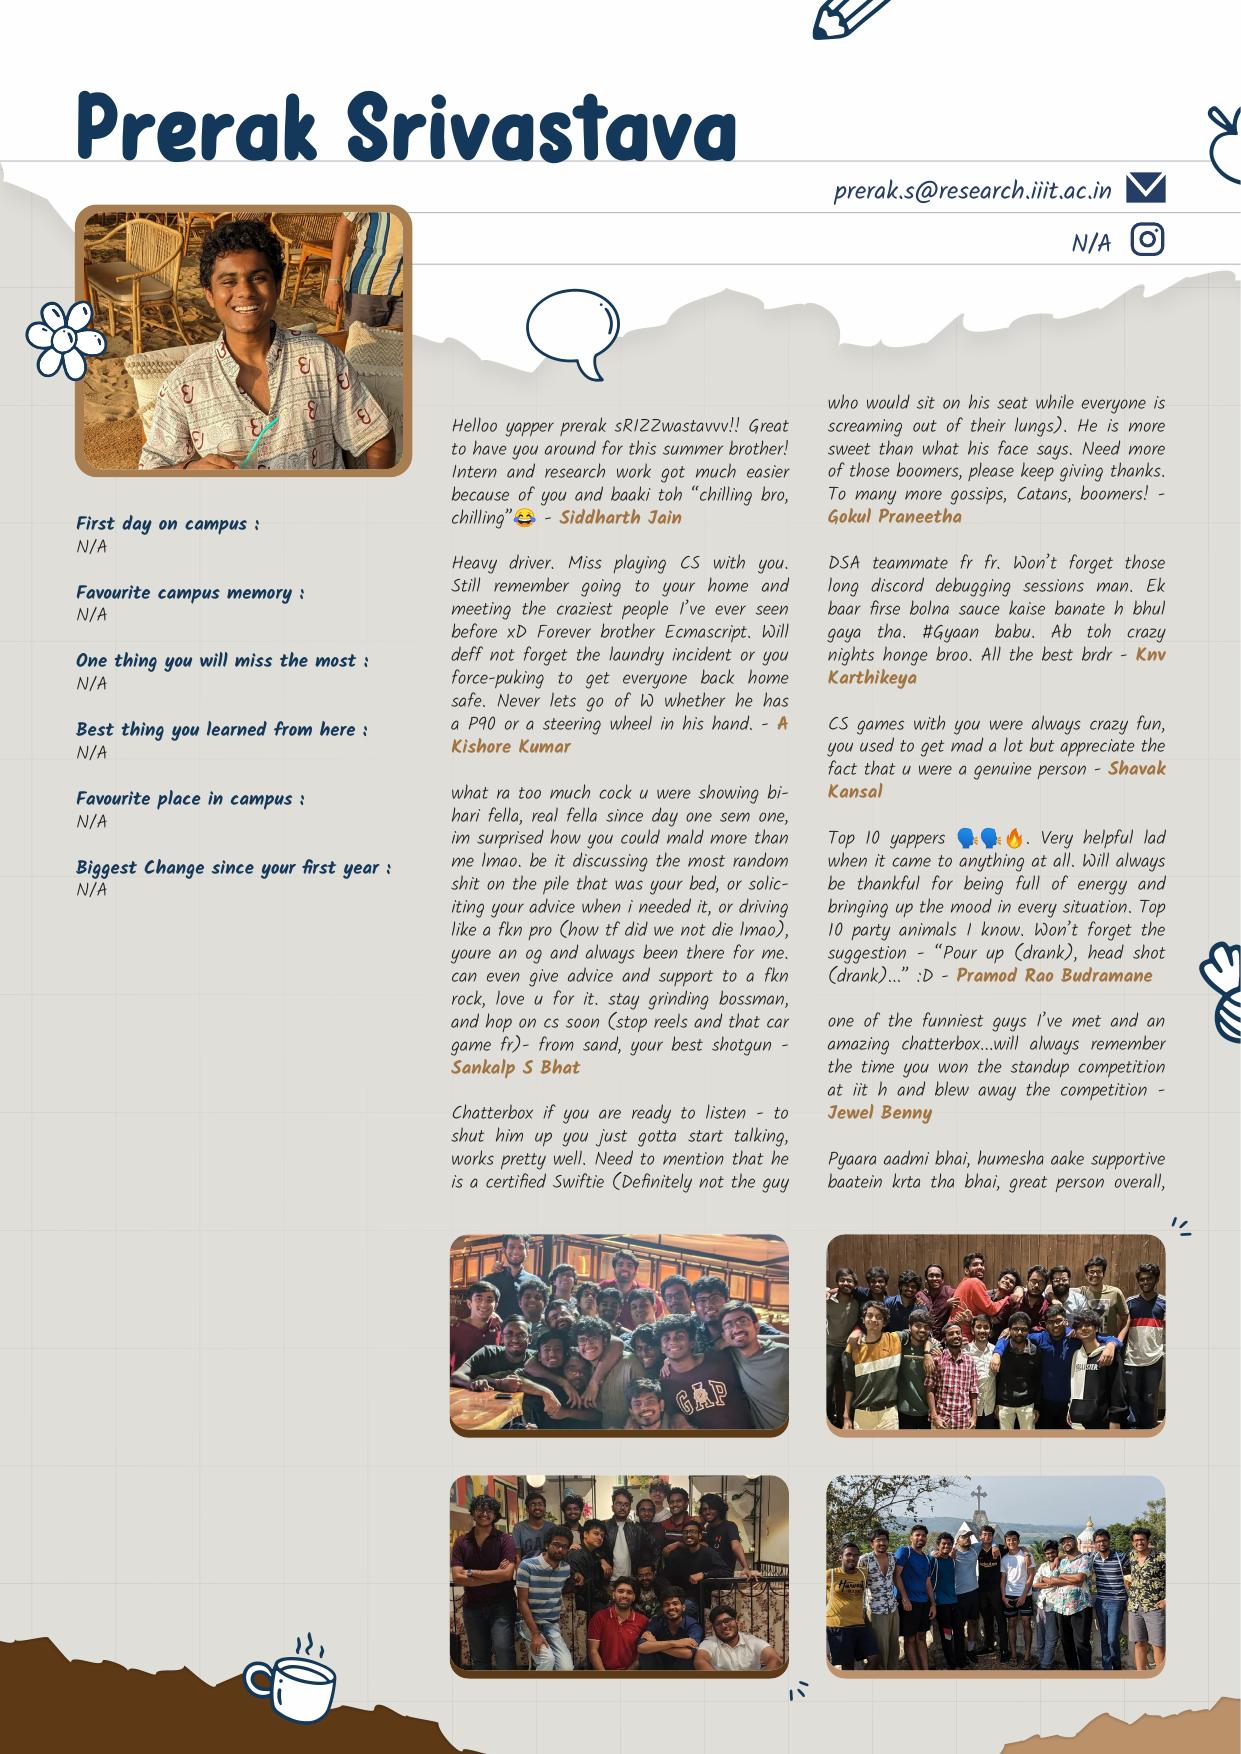 Prerak Srivastava
prerak.s@research.iiit.ac.in
N/A
First day on campus :
N/A
Favourite campus memory :
N/A
One thing you will miss the most :
N/A
Best thing you learned from here :
N/A
Favourite place in campus :
N/A
Biggest Change since your first year :
N/A
Helloo yapper prerak sRIZZwastavvv!! Great
to have you around for this summer brother!
Intern and research work got much easier
because of you and baaki toh “chilling bro,
chilling”😂 - Siddharth Jain
Heavy driver. Miss playing CS with you.
Still remember going to your home and
meeting the craziest people I’ve ever seen
before xD Forever brother Ecmascript. Will
deff not forget the laundry incident or you
force-puking to get everyone back home
safe. Never lets go of W whether he has
a P90 or a steering wheel in his hand. - A
Kishore Kumar
what ra too much cock u were showing bi-
hari fella, real fella since day one sem one,
im surprised how you could mald more than
me lmao. be it discussing the most random
shit on the pile that was your bed, or solic-
iting your advice when i needed it, or driving
like a fkn pro (how tf did we not die lmao),
youre an og and always been there for me.
can even give advice and support to a fkn
rock, love u for it. stay grinding bossman,
and hop on cs soon (stop reels and that car
game fr)- from sand, your best shotgun -
Sankalp S Bhat
Chatterbox if you are ready to listen - to
shut him up you just gotta start talking,
works pretty well. Need to mention that he
is a certified Swiftie (Definitely not the guy
who would sit on his seat while everyone is
screaming out of their lungs). He is more
sweet than what his face says. Need more
of those boomers, please keep giving thanks.
To many more gossips, Catans, boomers! -
Gokul Praneetha
DSA teammate fr fr. Won’t forget those
long discord debugging sessions man. Ek
baar firse bolna sauce kaise banate h bhul
gaya tha. #Gyaan babu. Ab toh crazy
nights honge broo. All the best brdr - Knv
Karthikeya
CS games with you were always crazy fun,
you used to get mad a lot but appreciate the
fact that u were a genuine person - Shavak
Kansal
Top 10 yappers 🗣️🗣️🔥. Very helpful lad
when it came to anything at all. Will always
be thankful for being full of energy and
bringing up the mood in every situation. Top
10 party animals I know. Won’t forget the
suggestion - “Pour up (drank), head shot
(drank)...” :D - Pramod Rao Budramane
one of the funniest guys I’ve met and an
amazing chatterbox...will always remember
the time you won the standup competition
at iit h and blew away the competition -
Jewel Benny
Pyaara aadmi bhai, humesha aake supportive
baatein krta tha bhai, great person overall,
GAP